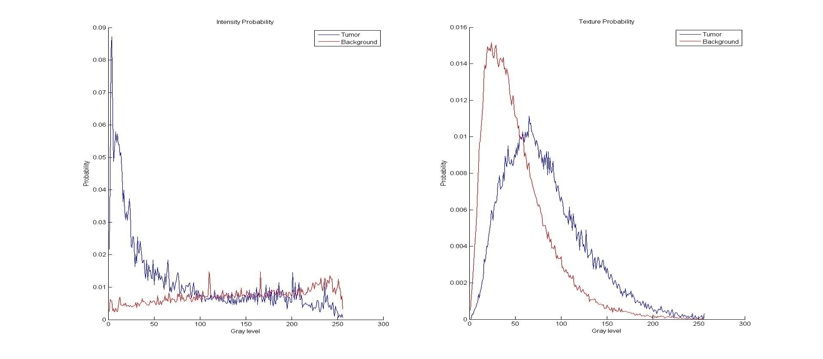 Intensity Probability
Tumor
Background
0.09
0.08
0.07
0.06
0.05
0.04
0.03
0.02
0.01
0
Probability
0 50 100 150 200 250 300
Gray level
Texture Probability
Tumor
Background
0.016
0.014
0.012
0.01
0.008
0.006
0.004
0.002
0
Probability
0 50 100 150 200 250 300
Gray level